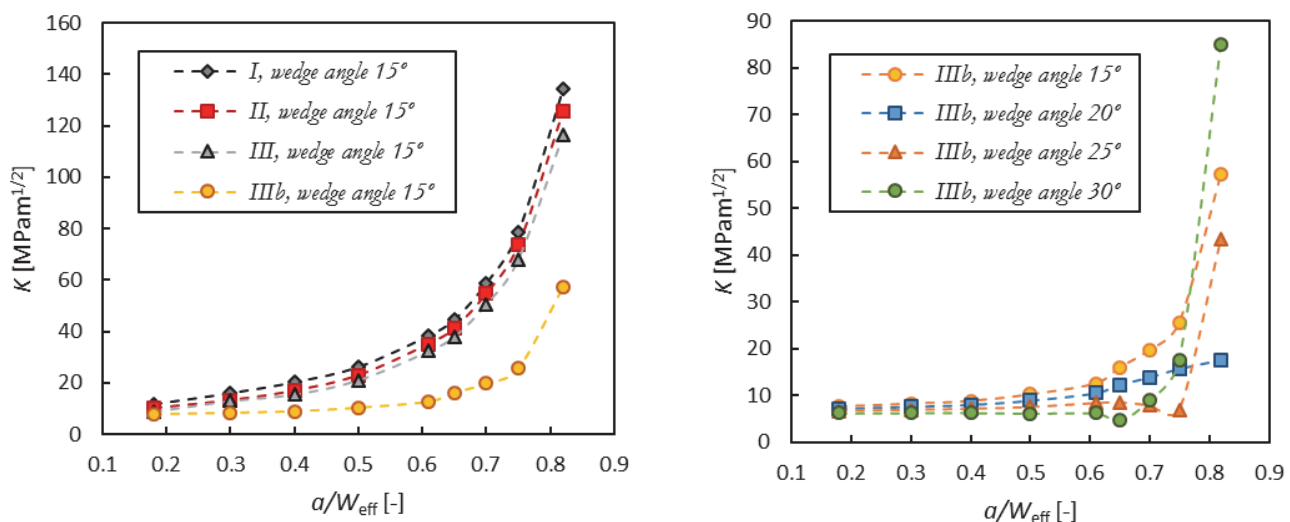 160
140
120
100
80
60
40
20
0
K [MPam1/2]
I, wedge angle 15°
II, wedge angle 15°
III, wedge angle 15°
IIIb, wedge angle 15°
0.1 0.2 0.3 0.4 0.5 0.6 0.7 0.8 0.9
a/Weff [-]
90
80
70
60
50
40
30
20
10
0
K [MPam1/2]
IIIb, wedge angle 15°
IIIb, wedge angle 20°
IIIb, wedge angle 25°
IIIb, wedge angle 30°
0.1 0.2 0.3 0.4 0.5 0.6 0.7 0.8 0.9
a/Weff [-]